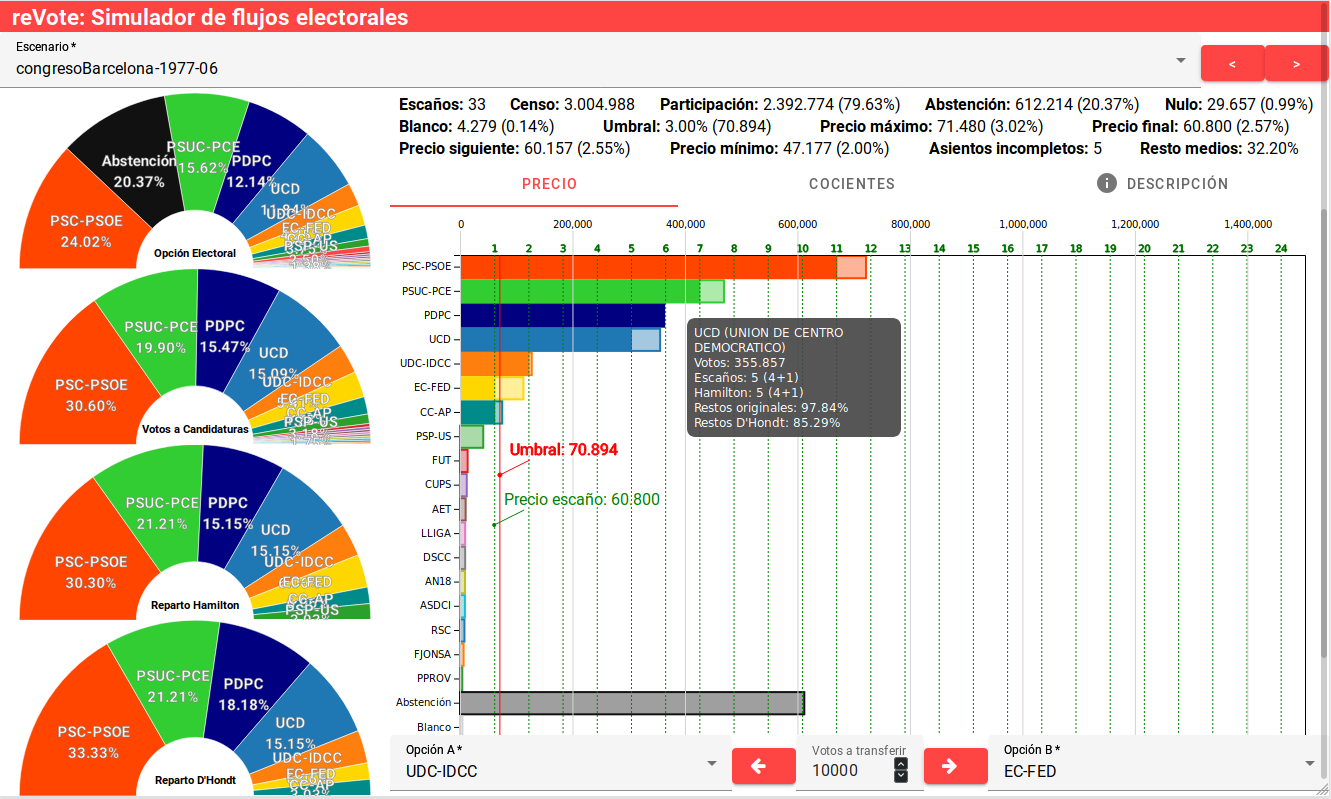 reVote: Simulador de flujos electorales
Escenario *
congresoBarcelona-1977-06
<
>
Escaños: 33 Censo: 3.004.988 Participación: 2.392.774 (79.63%) Abstención: 612.214 (20.37%) Nulo: 29.657 (0.99%)
Blanco: 4.279 (0.14%) Umbral: 3.00% (70.894) Precio máximo: 71.480 (3.02%) Precio final: 60.800 (2.57%)
Precio siguiente: 60.157 (2.55%) Precio mínimo: 47.177 (2.00%) Asientos incompletos: 5 Resto medios: 32.20%
PRECIO COCIENTES DESCRIPCIÓN
PSC-PSOE
24.02%
Abstención
20.37%
PSUC-PCE
15.62%
PDPC
12.14%
UCD
UDC-IDCC
EC-FED
CC-AP
PSP-US
Opción Electoral
PSC-PSOE
30.60%
PSUC-PCE
19.90%
PDPC
15.47%
UCD
15.09%
UDC-IDCC
EC-FED
CC-AP
PSP-US
Votos a Candidaturas
PSC-PSOE
30.30%
PSUC-PCE
21.21%
PDPC
15.15%
UCD
15.15%
UDC-IDCC
EC-FED
CC-AP
PSP-US
Reparto Hamilton
PSC-PSOE
33.33%
PSUC-PCE
21.21%
PDPC
18.18%
UCD
15.15%
UDC-IDCC
EC-FED
CC-AP
3.03%
Reparto D'Hondt
0 200,000 400,000 600,000 800,000 1,000,000 1,200,000 1,400,000
1 2 3 4 5 6 7 8 9 10 11 12 13 14 15 16 17 18 19 20 21 22 23 24
PSC-PSOE
PSUC-PCE
PDPC
UCD
UDC-IDCC
EC-FED
CC-AP
PSP-US
FUT
CUPS
AET
LLIGA
DSCC
AN18
ASDCI
RSC
FJONSA
PPROV
Abstención
Blanco
UCD (UNION DE CENTRO
DEMOCRATICO)
Votos: 355.857
Escaños: 5 (4+1)
Hamilton: 5 (4+1)
Restos originales: 97.84%
Restos D'Hondt: 85.29%
Umbral: 70.894
Precio escaño: 60.800
Opción A *
UDC-IDCC
Votos a transferir
10000
Opción B *
EC-FED